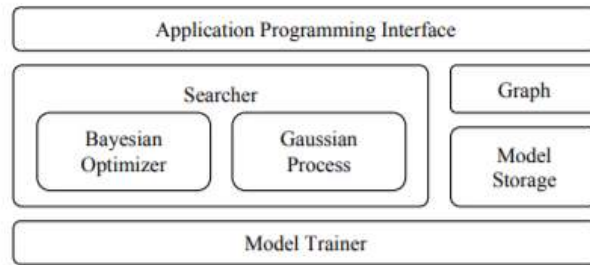 Application Programming Interface
Searcher
Bayesian
Optimizer
Gaussian
Process
Graph
Model
Storage
Model Trainer